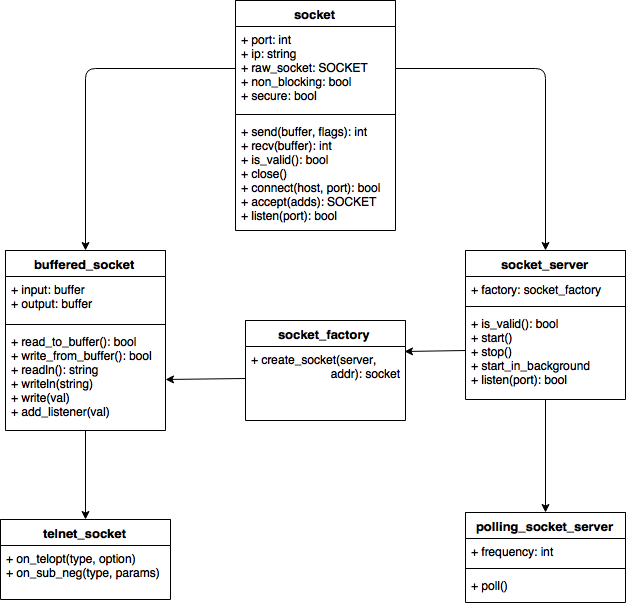 socket
+ port: int
+ ip: string
+ raw_socket: SOCKET
+ non_blocking: bool
+ secure: bool
+ send(buffer, flags): int
+ recv(buffer): int
+ is_valid(): bool
+ close()
+ connect(host, port): bool
+ accept(adds): SOCKET
+ listen(port): bool
buffered_socket
+ input: buffer
+ output: buffer
+ read_to_buffer(): bool
+ write_from_buffer(): bool
+ readln(): string
+ writeln(string)
+ write(val)
+ add_listener(val)
socket_factory
+ create_socket(server,
addr): socket
socket_server
+ factory: socket_factory
+ is_valid(): bool
+ start()
+ stop()
+ start_in_background
+ listen(port): bool
telnet_socket
+ on_telopt(type, option)
+ on_sub_neg(type, params)
polling_socket_server
+ frequency: int
+ poll()